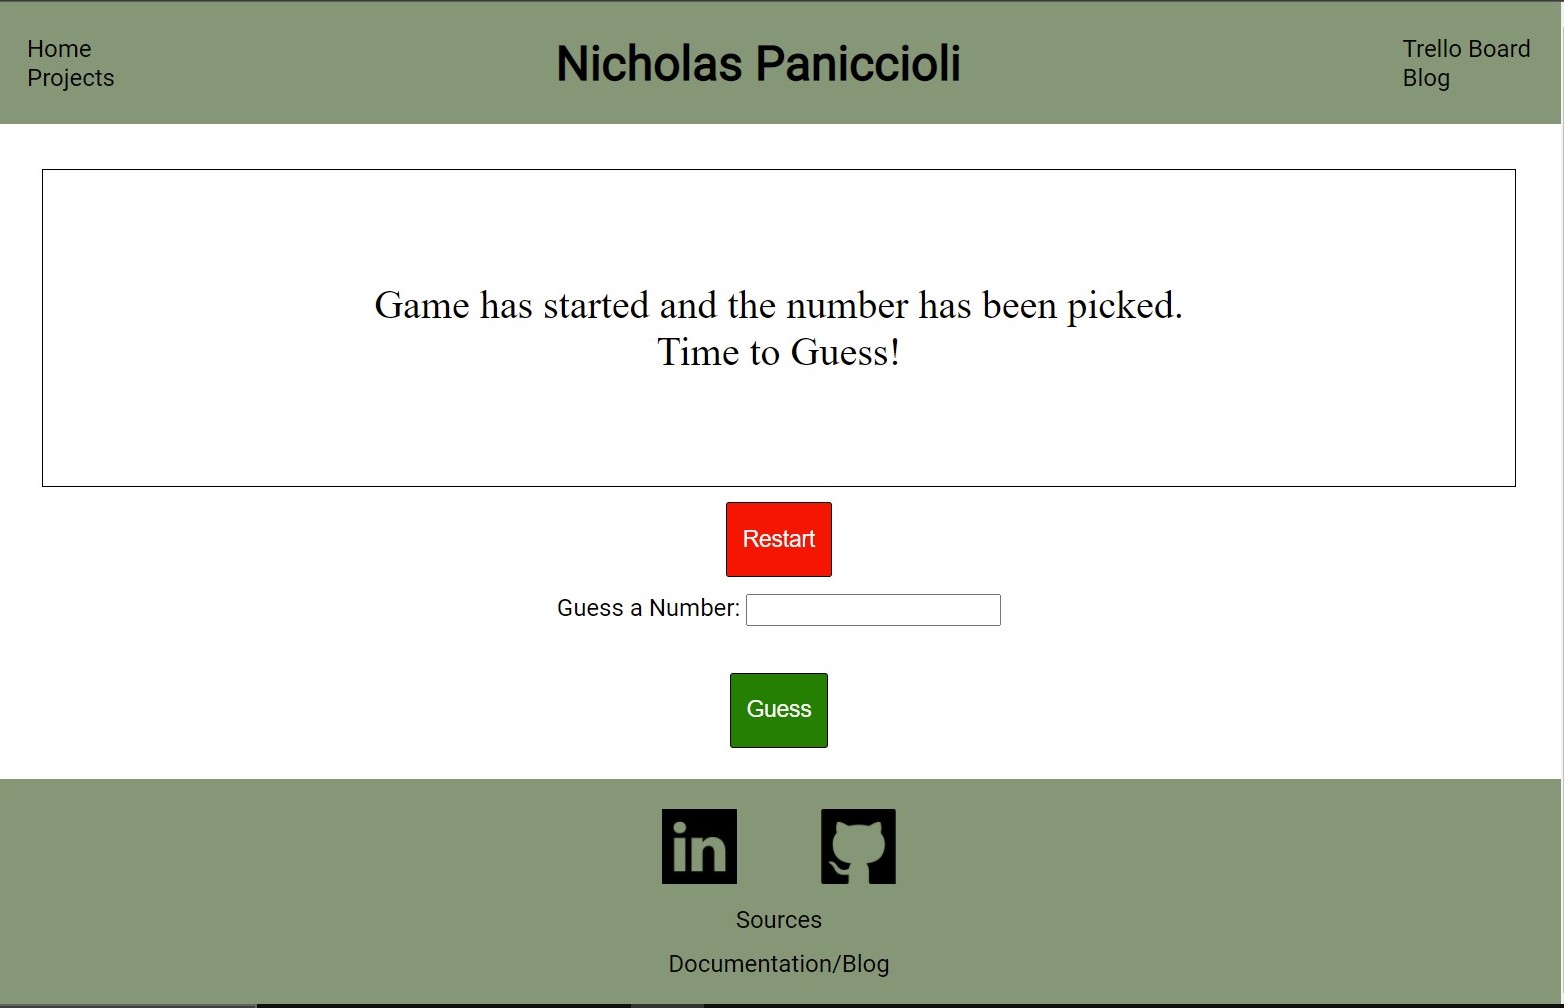 Home
Projects
Nicholas Paniccioli
Trello Board
Blog
Game has started and the number has been picked.
Time to Guess!
Restart
Guess a Number:
Guess
in
Sources
Documentation/Blog